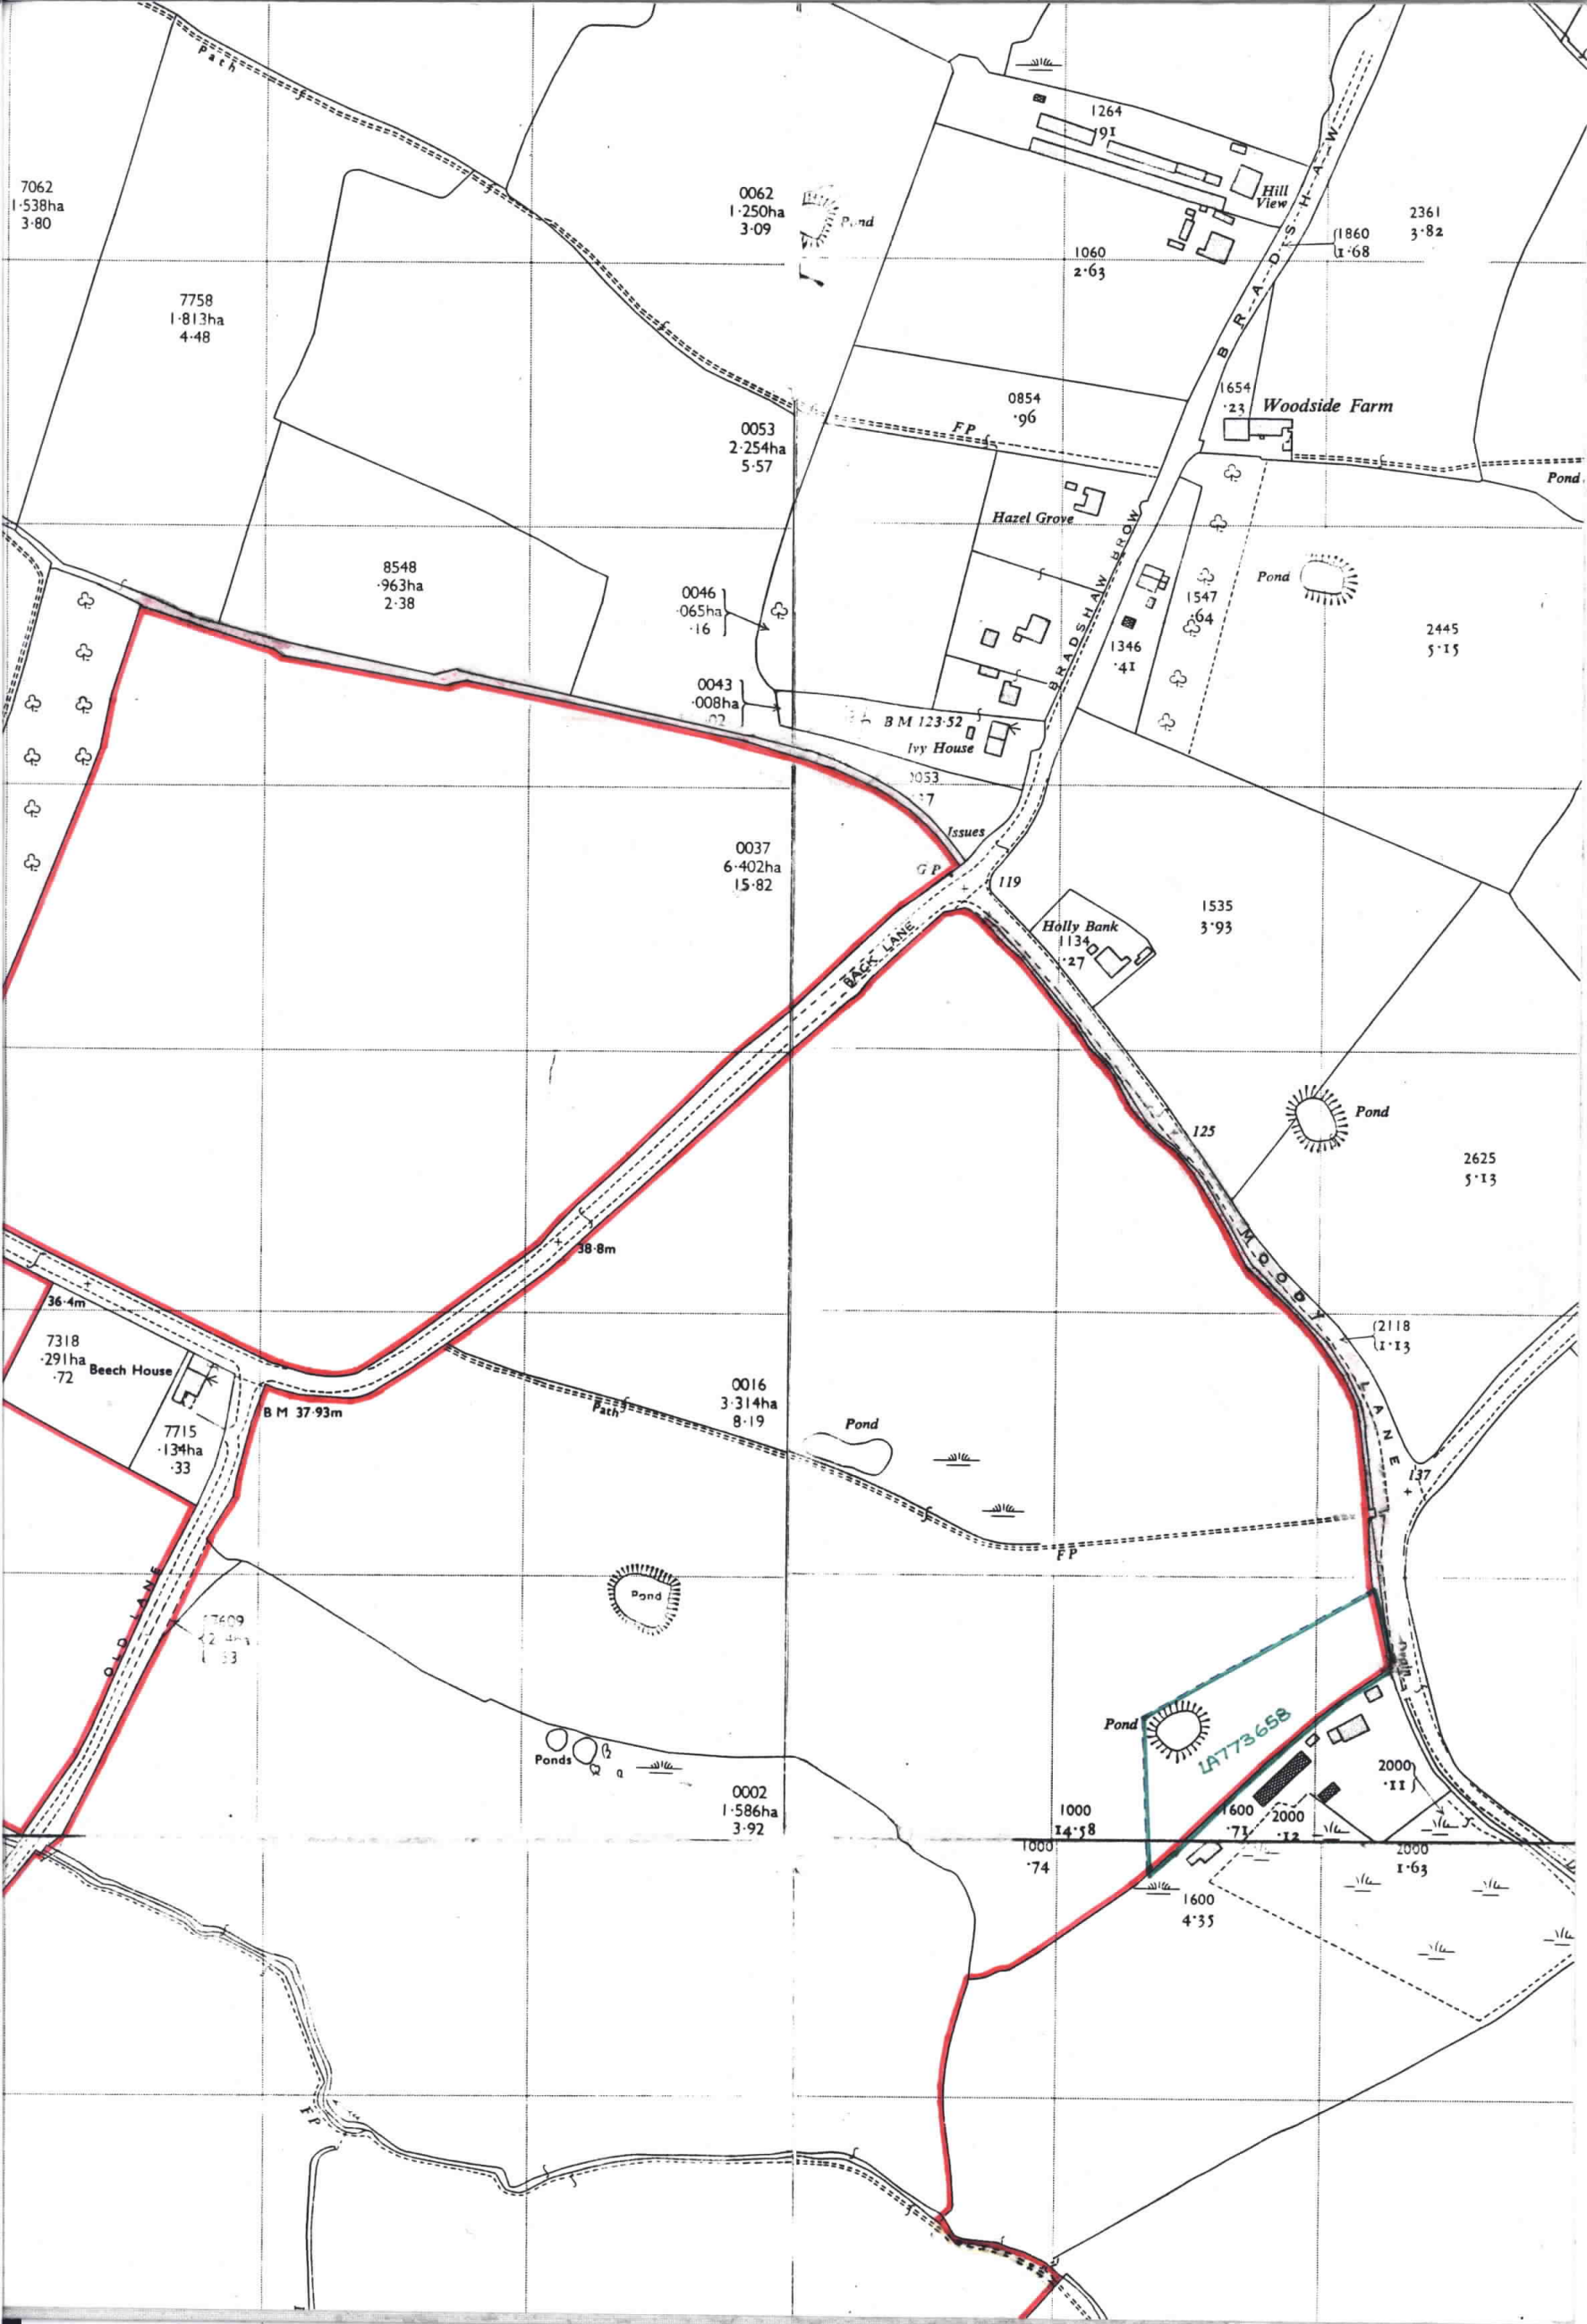 Path
1264
.91
Hill
View
7062
1.538ha
3.80
0062
1.250ha
3.09
Pond
2361
3.82
1860
1.68
1060
2.63
BRADSHAW
7758
1.813ha
4.48
1654
.23
Woodside Farm
0854
.96
FP
0053
2.254ha
5.57
Pond
Hazel Grove
BRADSHAW BROW
8548
.963ha
2.38
0046
.065ha
.16
Pond
1547
.64
2445
5.15
1346
.41
0043
.008ha
02
BM 123.52
Ivy House
Issues
0037
6.402ha
15.82
GP
119
BACK LANE
Holly Bank
1134
.27
1535
3.93
Pond
125
2625
5.13
MOODY LANE
38.8m
36.4m
7318
.291ha
.72
Beech House
2118
1.13
BM 37.93m
7715
.134ha
.33
Path
0016
3.314ha
8.19
Pond
137
FP
OLD LANE
Pond
7609
33
Drain
Pond
LA773658
Ponds
2000
.11
0002
1.586ha
3.92
1000
14.58
1600
.71
2000
.12
1000
.74
2000
1.63
1600
4.35
FP